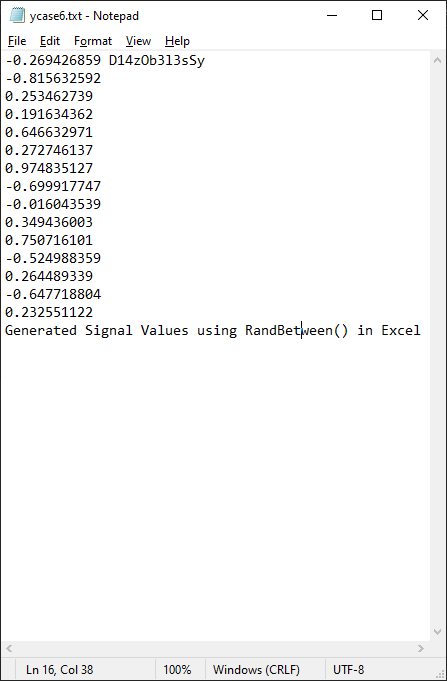 ycase6.txt - Notepad
File Edit Format View Help
-0.269426859 D14zOb3l3sSy
-0.815632592
0.253462739
0.191634362
0.646632971
0.272746137
0.974835127
-0.699917747
-0.016043539
0.349436003
0.750716101
-0.524988359
0.264489339
-0.647718804
0.232551122
Generated Signal Values using RandBetween() in Excel
Ln 16, Col 38 100% Windows (CRLF) UTF-8